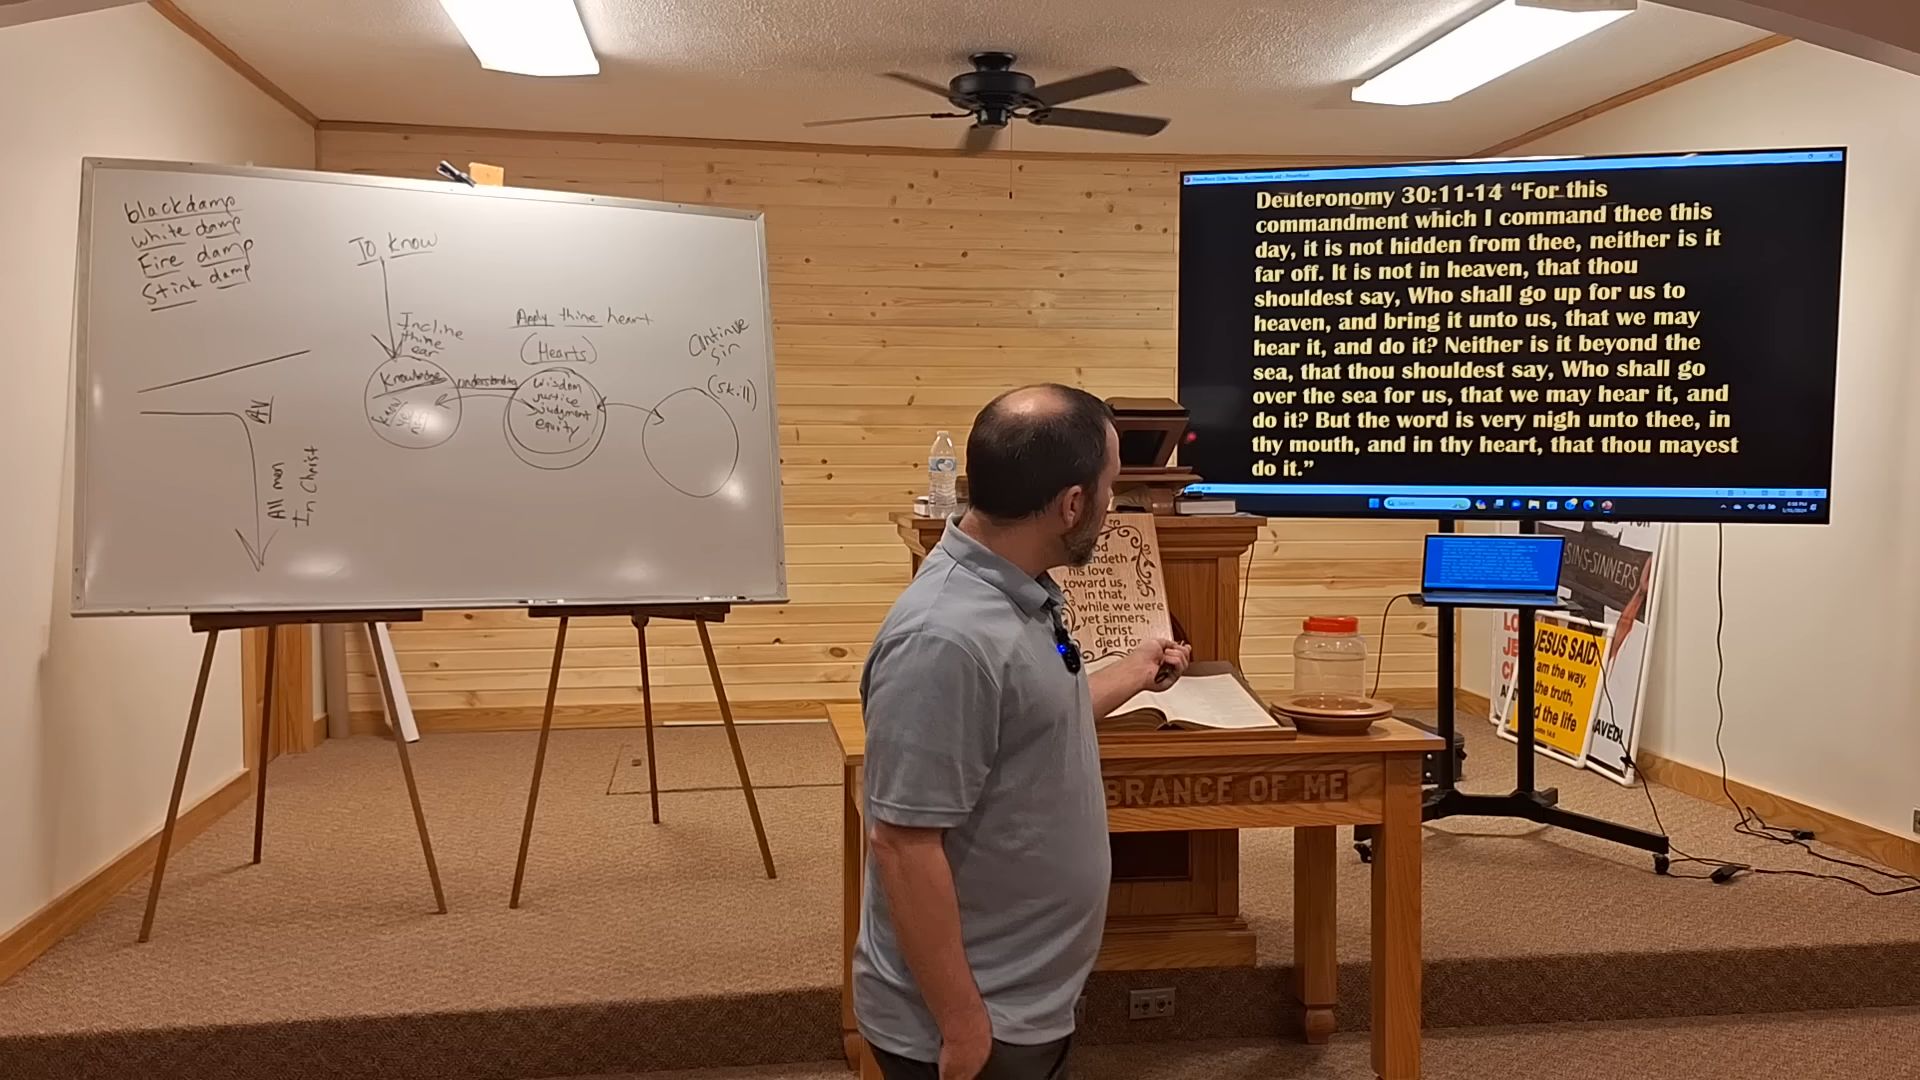 blackdamp
white damp
Fire damp
Stink damp
To know
Incline
thine
ear
Knowledge
understanding
Apply thine heart
(Hearts)
Wisdom
justice
judgment
equity
(Skill)
AV
All men
In Christ
Deuteronomy 30:11-14 “For this
commandment which I command thee this
day, it is not hidden from thee, neither is it
far off. It is not in heaven, that thou
shouldest say, Who shall go up for us to
heaven, and bring it unto us, that we may
hear it, and do it? Neither is it beyond the
sea, that thou shouldest say, Who shall go
over the sea for us, that we may hear it, and
do it? But the word is very nigh unto thee, in
thy mouth, and in thy heart, that thou mayest
do it.”
his love
toward us,
in that,
while we were
yet sinners,
Christ
died for
BRANCE OF ME
SINS-SINNERS
JESUS SAID:
am the way,
the truth,
d the life
AVED!